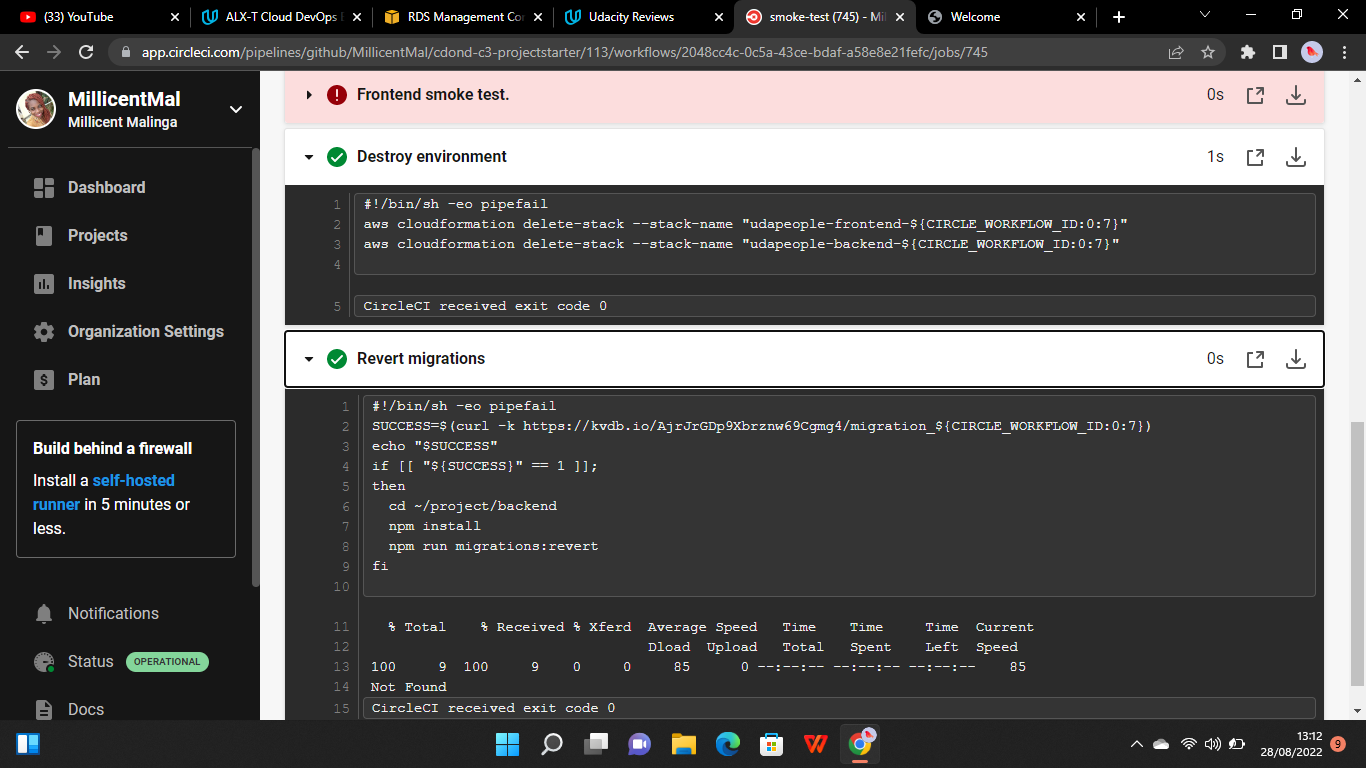 (33) YouTube
ALX-T Cloud DevOps
RDS Management Co
Udacity Reviews
smoke-test (745) - Mi
Welcome
app.circleci.com/pipelines/github/MillicentMal/cdond-c3-projectstarter/113/workflows/2048cc4c-0c5a-43ce-bdaf-a58e8e21fefc/jobs/745
MillicentMal
Millicent Malinga
Dashboard
Projects
Insights
Organization Settings
Plan
Build behind a firewall
Install a self-hosted
runner in 5 minutes or
less.
Notifications
Status OPERATIONAL
Docs
Frontend smoke test. 0s
Destroy environment 1s
1 #!/bin/sh -eo pipefail
2 aws cloudformation delete-stack --stack-name "udapeople-frontend-${CIRCLE_WORKFLOW_ID:0:7}"
3 aws cloudformation delete-stack --stack-name "udapeople-backend-${CIRCLE_WORKFLOW_ID:0:7}"
4
5 CircleCI received exit code 0
Revert migrations 0s
1 #!/bin/sh -eo pipefail
2 SUCCESS=$(curl -k https://kvdb.io/AjrJrGDp9Xbrznw69Cgmg4/migration_${CIRCLE_WORKFLOW_ID:0:7})
3 echo "$SUCCESS"
4 if [[ "${SUCCESS}" == 1 ]];
5 then
6 cd ~/project/backend
7 npm install
8 npm run migrations:revert
9 fi
10
11 % Total % Received % Xferd Average Speed Time Time Time Current
12 Dload Upload Total Spent Left Speed
13 100 9 100 9 0 0 85 0 --:--:-- --:--:-- --:--:-- 85
14 Not Found
15 CircleCI received exit code 0
13:12
28/08/2022
9